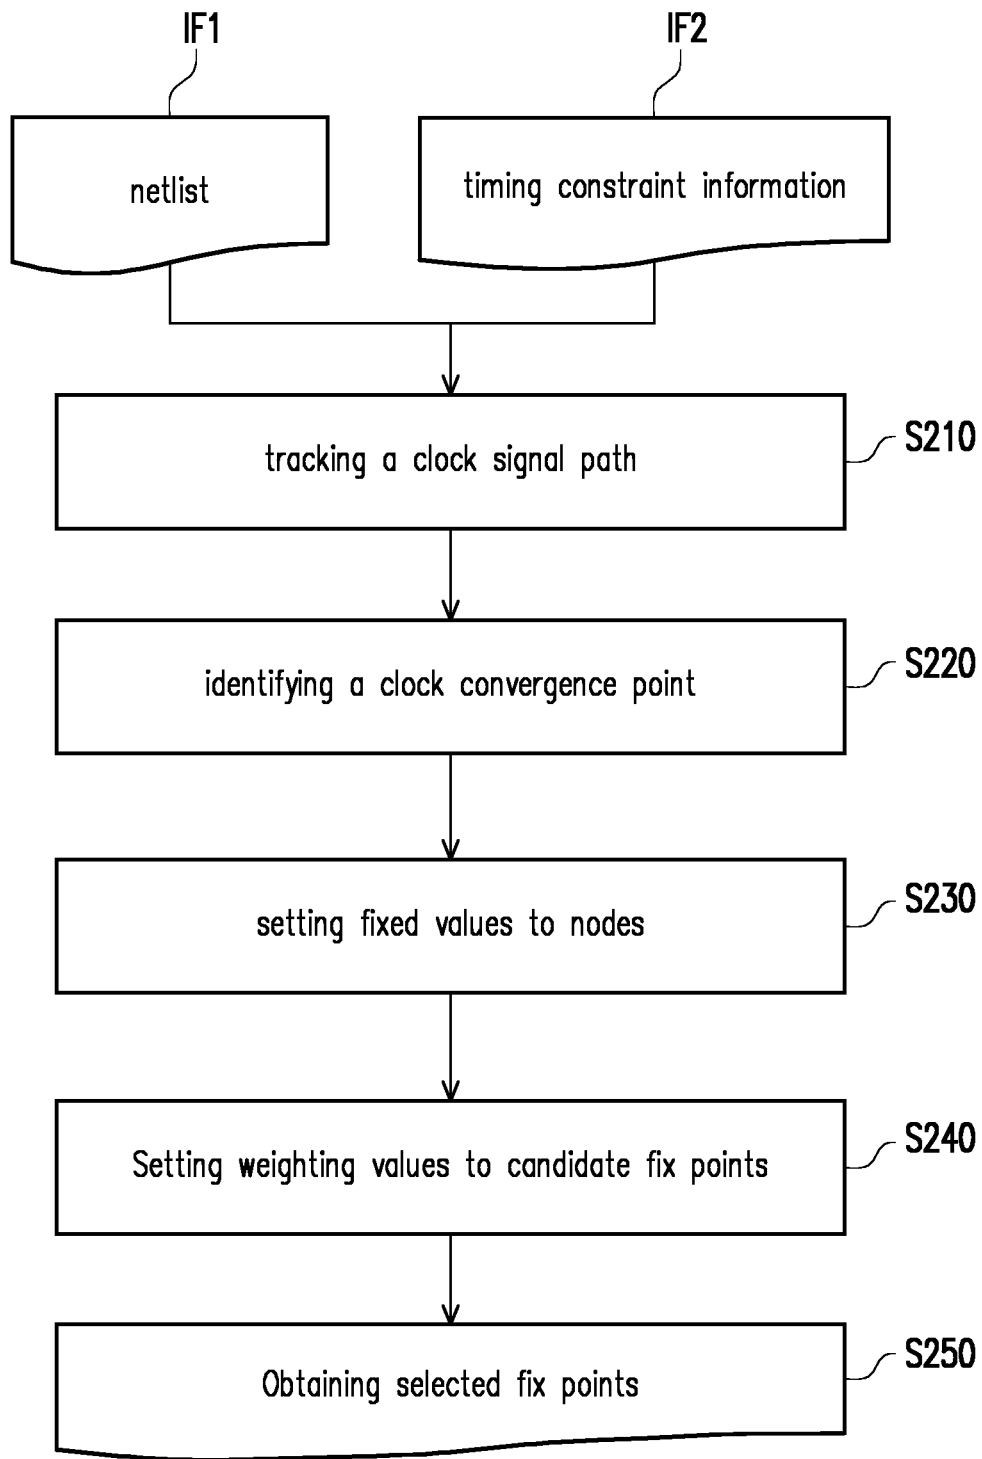 IF1
IF2
netlist
timing constraint information
tracking a clock signal path
S210
identifying a clock convergence point
S220
setting fixed values to nodes
S230
Setting weighting values to candidate fix points
S240
Obtaining selected fix points
S250